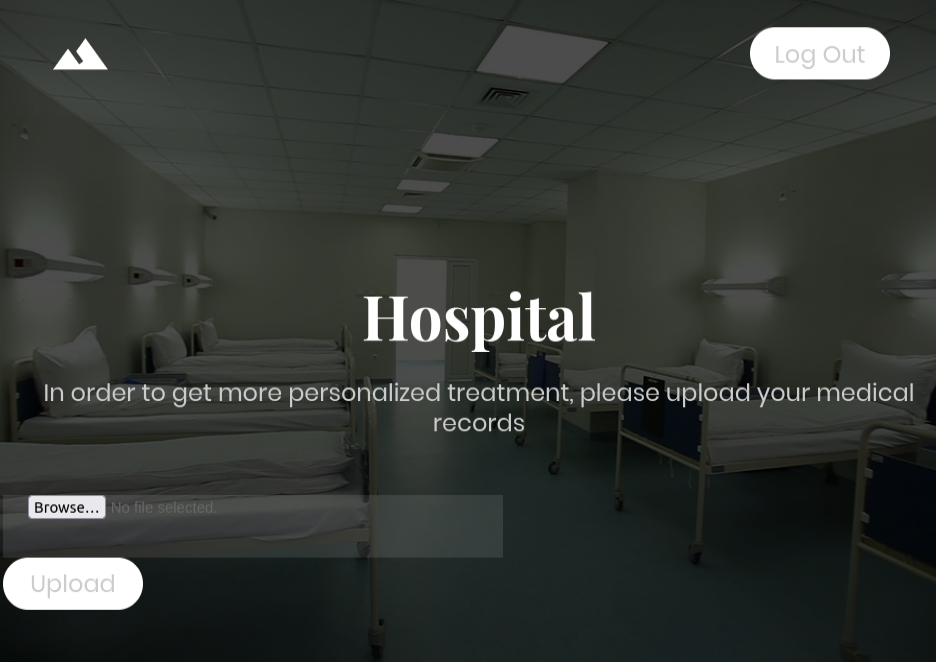 Log Out
Hospital
In order to get more personalized treatment, please upload your medical
records
Browse... No file selected.
Upload